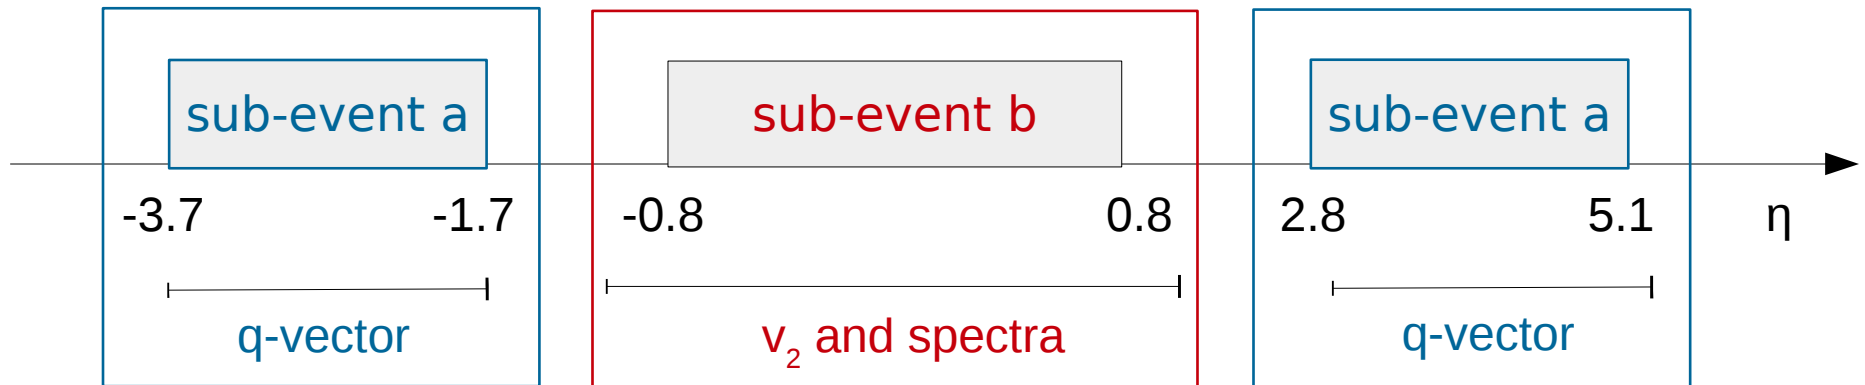 sub-event a
sub-event b
sub-event a
-3.7
-1.7
-0.8
0.8
2.8
5.1
η
q-vector
v2 and spectra
q-vector